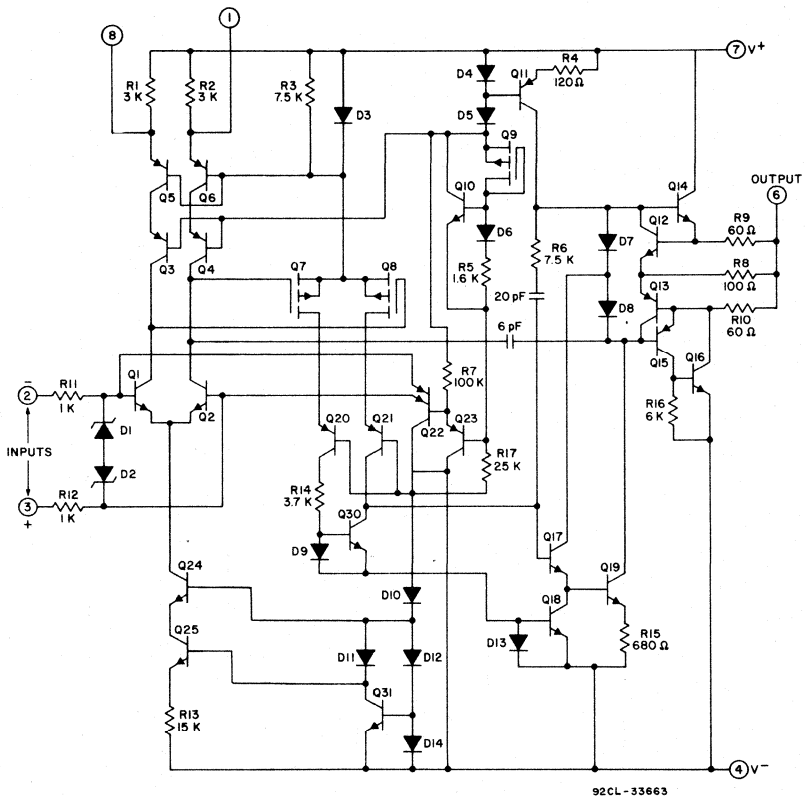 8
1
7 V+
R1
3 K
R2
3 K
R3
7.5 K
D3
D4
Q11
R4
120 Ω
D5
Q9
Q5
Q6
Q10
Q14
OUTPUT
6
Q12
R9
60 Ω
Q3
Q4
D6
R6
7.5 K
D7
R8
100 Ω
Q7
Q8
R5
1.6 K
Q13
20 pF
D8
R10
60 Ω
6 pF
Q15
Q16
R7
100 K
2
R11
1 K
Q1
Q2
R16
6 K
D1
INPUTS
Q20
Q21
Q22
Q23
D2
R17
25 K
3
+
R12
1 K
R14
3.7 K
Q30
Q17
D9
Q24
D10
Q19
Q18
Q25
D11
D12
D13
R15
680 Ω
Q31
R13
15 K
D14
4 V-
92CL-33663